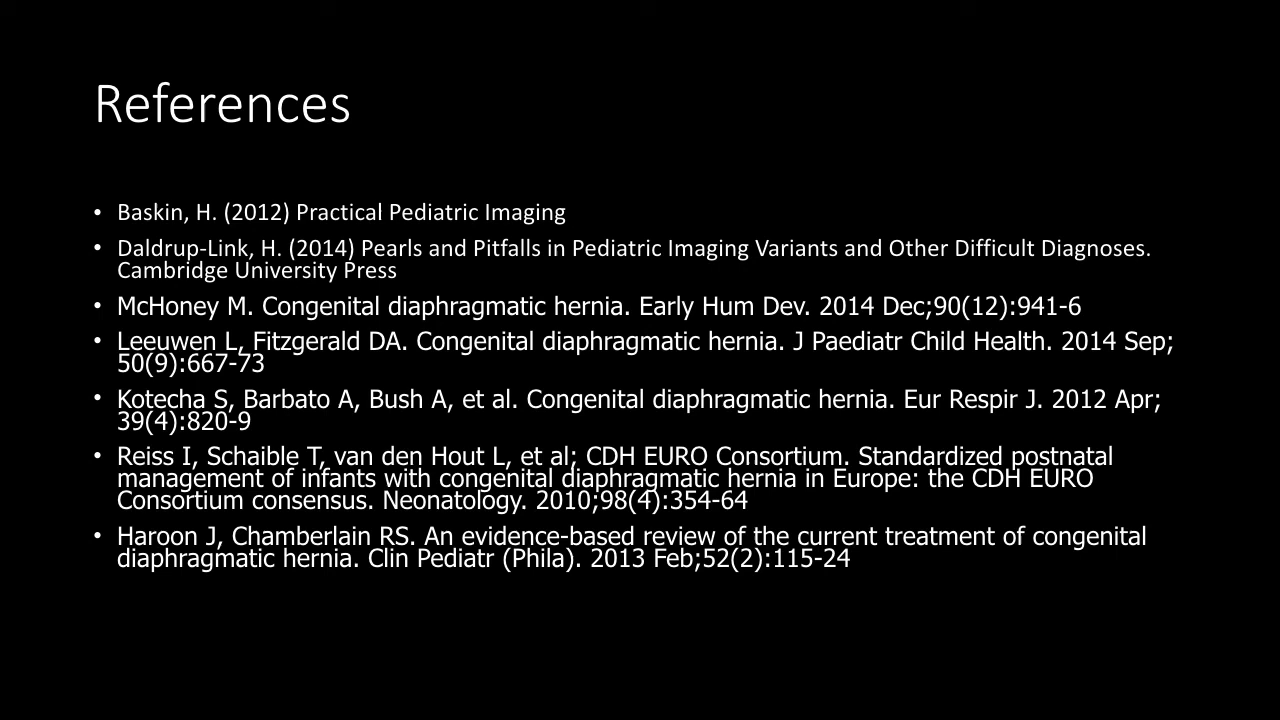 References
• Baskin, H. (2012) Practical Pediatric Imaging
• Daldrup-Link, H. (2014) Pearls and Pitfalls in Pediatric Imaging Variants and Other Difficult Diagnoses.
Cambridge University Press
• McHoney M. Congenital diaphragmatic hernia. Early Hum Dev. 2014 Dec;90(12):941-6
• Leeuwen L, Fitzgerald DA. Congenital diaphragmatic hernia. J Paediatr Child Health. 2014 Sep;
50(9):667-73
• Kotecha S, Barbato A, Bush A, et al. Congenital diaphragmatic hernia. Eur Respir J. 2012 Apr;
39(4):820-9
• Reiss I, Schaible T, van den Hout L, et al; CDH EURO Consortium. Standardized postnatal
management of infants with congenital diaphragmatic hernia in Europe: the CDH EURO
Consortium consensus. Neonatology. 2010;98(4):354-64
• Haroon J, Chamberlain RS. An evidence-based review of the current treatment of congenital
diaphragmatic hernia. Clin Pediatr (Phila). 2013 Feb;52(2):115-24